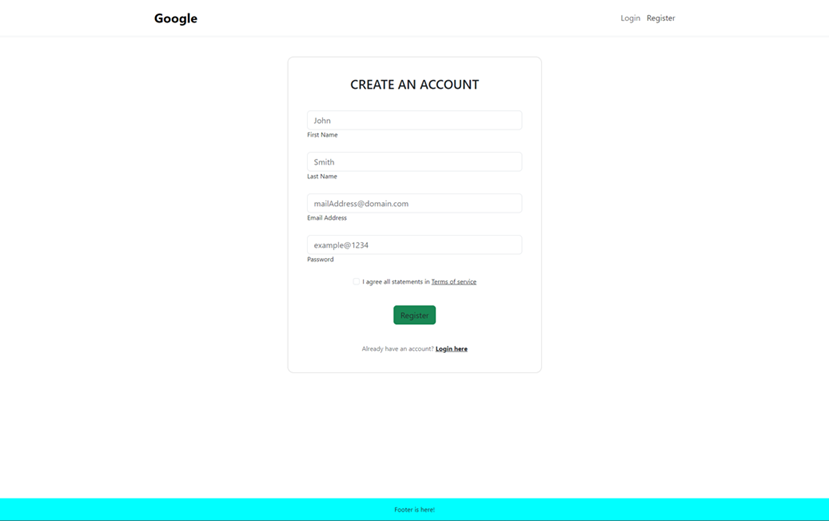 Google
Login Register
CREATE AN ACCOUNT
John
First Name
Smith
Last Name
mailAddress@domain.com
Email Address
example@1234
Password
I agree all statements in Terms of service
Register
Already have an account? Login here
Footer is here!